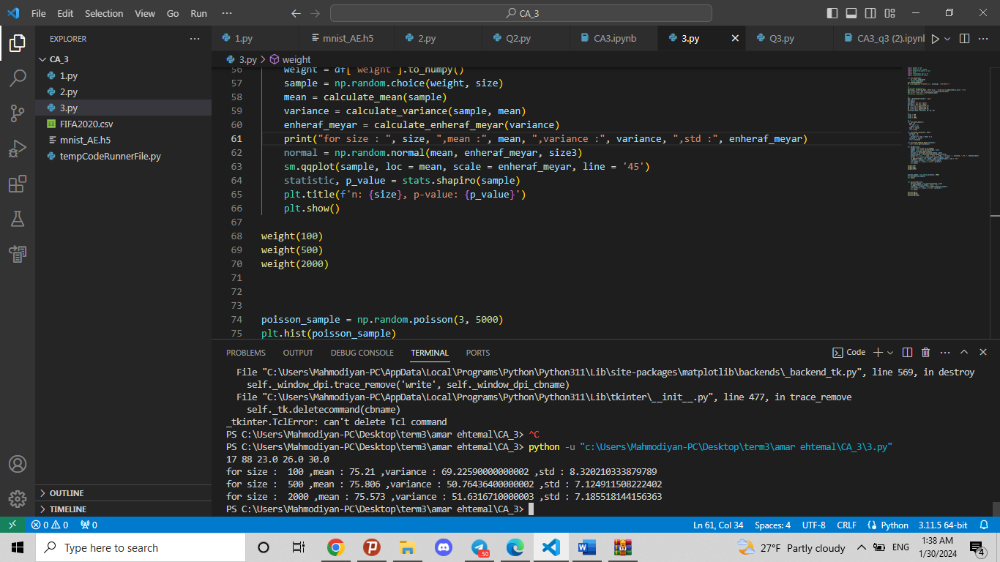 File Edit Selection View Go Run ··· CA_3
EXPLORER ···
CA_3
1.py
2.py
3.py
FIFA2020.csv
mnist_AE.h5
tempCodeRunnerFile.py
OUTLINE
TIMELINE
1.py mnist_AE.h5 2.py Q2.py CA3.ipynb 3.py Q3.py CA3_q3 (2).ipynl
3.py > weight
56 weight = df["weight"].to_numpy()
57 sample = np.random.choice(weight, size)
58 mean = calculate_mean(sample)
59 variance = calculate_variance(sample, mean)
60 enheraf_meyar = calculate_enheraf_meyar(variance)
61 print("for size : ", size, ",mean :", mean, ",variance :", variance, ",std :", enheraf_meyar)
62 normal = np.random.normal(mean, enheraf_meyar, size3)
63 sm.qqplot(sample, loc = mean, scale = enheraf_meyar, line = '45')
64 statistic, p_value = stats.shapiro(sample)
65 plt.title(f'n: {size}, p-value: {p_value}')
66 plt.show()
67
68 weight(100)
69 weight(500)
70 weight(2000)
71
72
73
74 poisson_sample = np.random.poisson(3, 5000)
75 plt.hist(poisson_sample)
PROBLEMS OUTPUT DEBUG CONSOLE TERMINAL PORTS Code
File "C:\Users\Mahmodiyan-PC\AppData\Local\Programs\Python\Python311\Lib\site-packages\matplotlib\backends\_backend_tk.py", line 569, in destroy
self._window_dpi.trace_remove('write', self._window_dpi_cbname)
File "C:\Users\Mahmodiyan-PC\AppData\Local\Programs\Python\Python311\Lib\tkinter\__init__.py", line 477, in trace_remove
self._tk.deletecommand(cbname)
_tkinter.TclError: can't delete Tcl command
PS C:\Users\Mahmodiyan-PC\Desktop\term3\amar ehtemal\CA_3> ^C
PS C:\Users\Mahmodiyan-PC\Desktop\term3\amar ehtemal\CA_3> python -u "c:\Users\Mahmodiyan-PC\Desktop\term3\amar ehtemal\CA_3\3.py"
17 88 23.0 26.0 30.0
for size :  100 ,mean : 75.21 ,variance : 69.22590000000002 ,std : 8.320210333879789
for size :  500 ,mean : 75.806 ,variance : 50.76436400000002 ,std : 7.124911508222402
for size :  2000 ,mean : 75.573 ,variance : 51.6316710000003 ,std : 7.185518144156363
PS C:\Users\Mahmodiyan-PC\Desktop\term3\amar ehtemal\CA_3>
0 0 0 Ln 61, Col 34 Spaces: 4 UTF-8 CRLF Python 3.11.5 64-bit
Type here to search 50 27°F Partly cloudy ENG 1:38 AM
1/30/2024 4